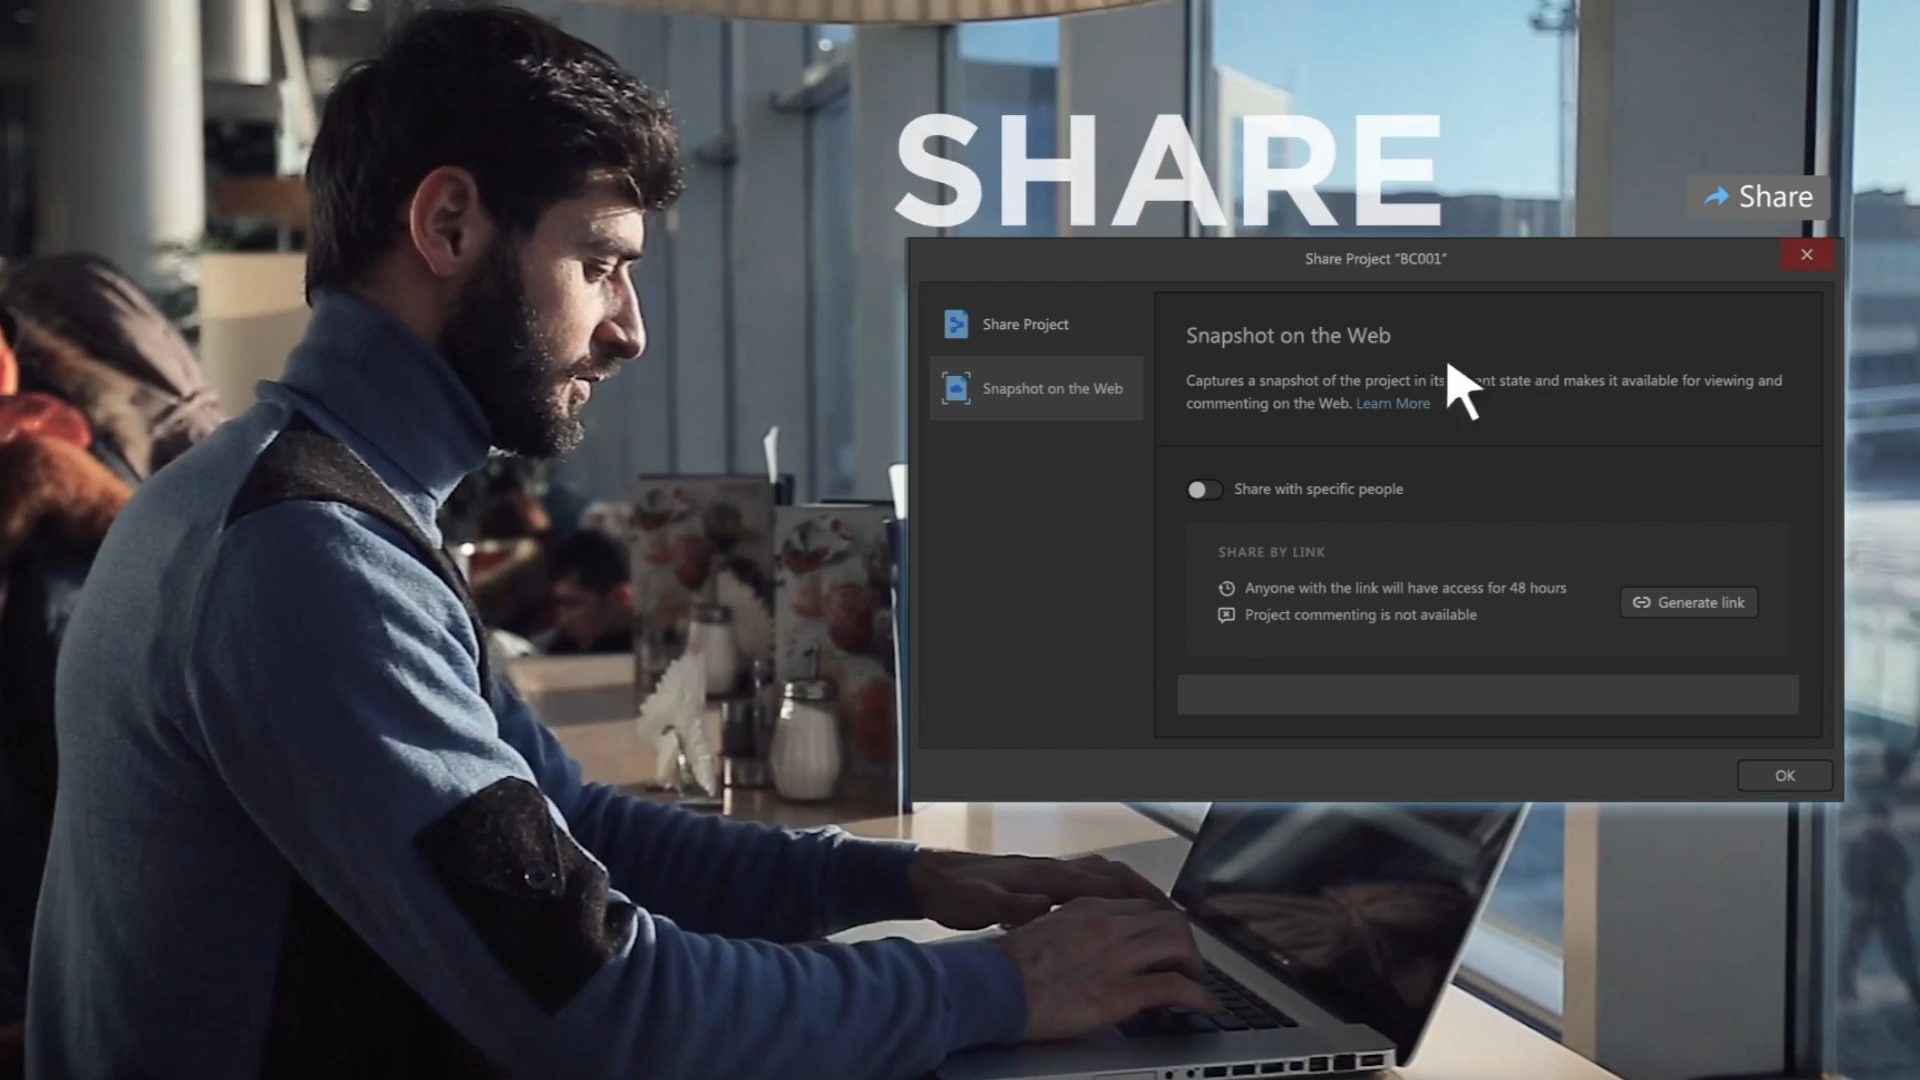 SHARE
Share
Share Project "BC001"
Share Project
Snapshot on the Web
Snapshot on the Web
Captures a snapshot of the project in its ent state and makes it available for viewing and
commenting on the Web. Learn More
Share with specific people
SHARE BY LINK
Anyone with the link will have access for 48 hours
Project commenting is not available
Generate link
OK